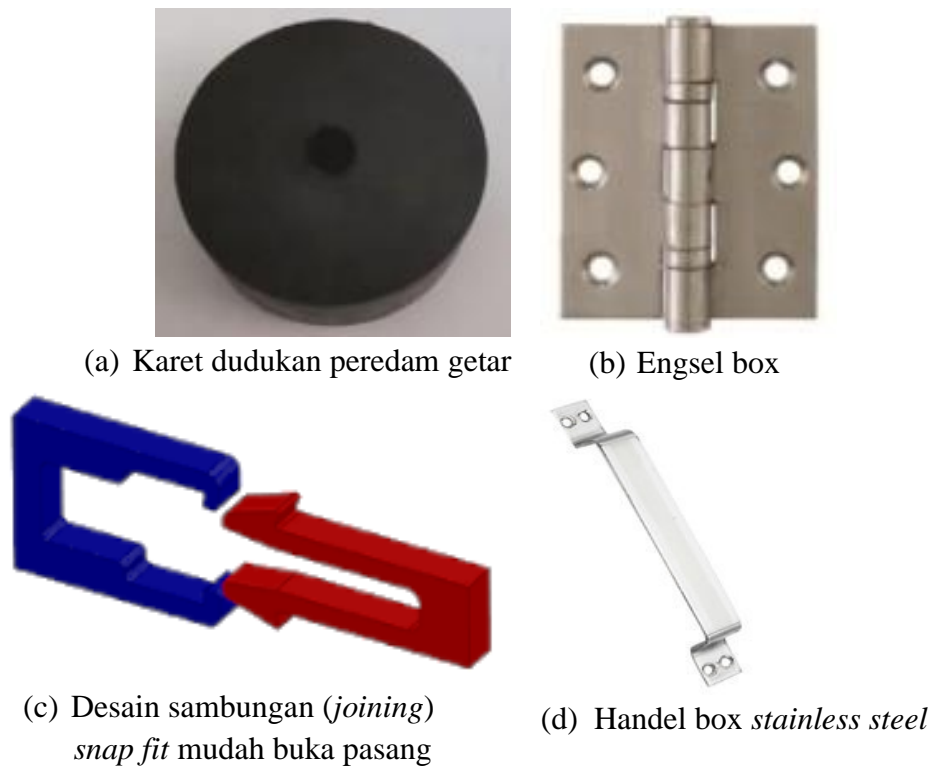 (a) Karet dudukan peredam getar
(b) Engsel box
(c) Desain sambungan (joining)
snap fit mudah buka pasang
(d) Handel box stainless steel